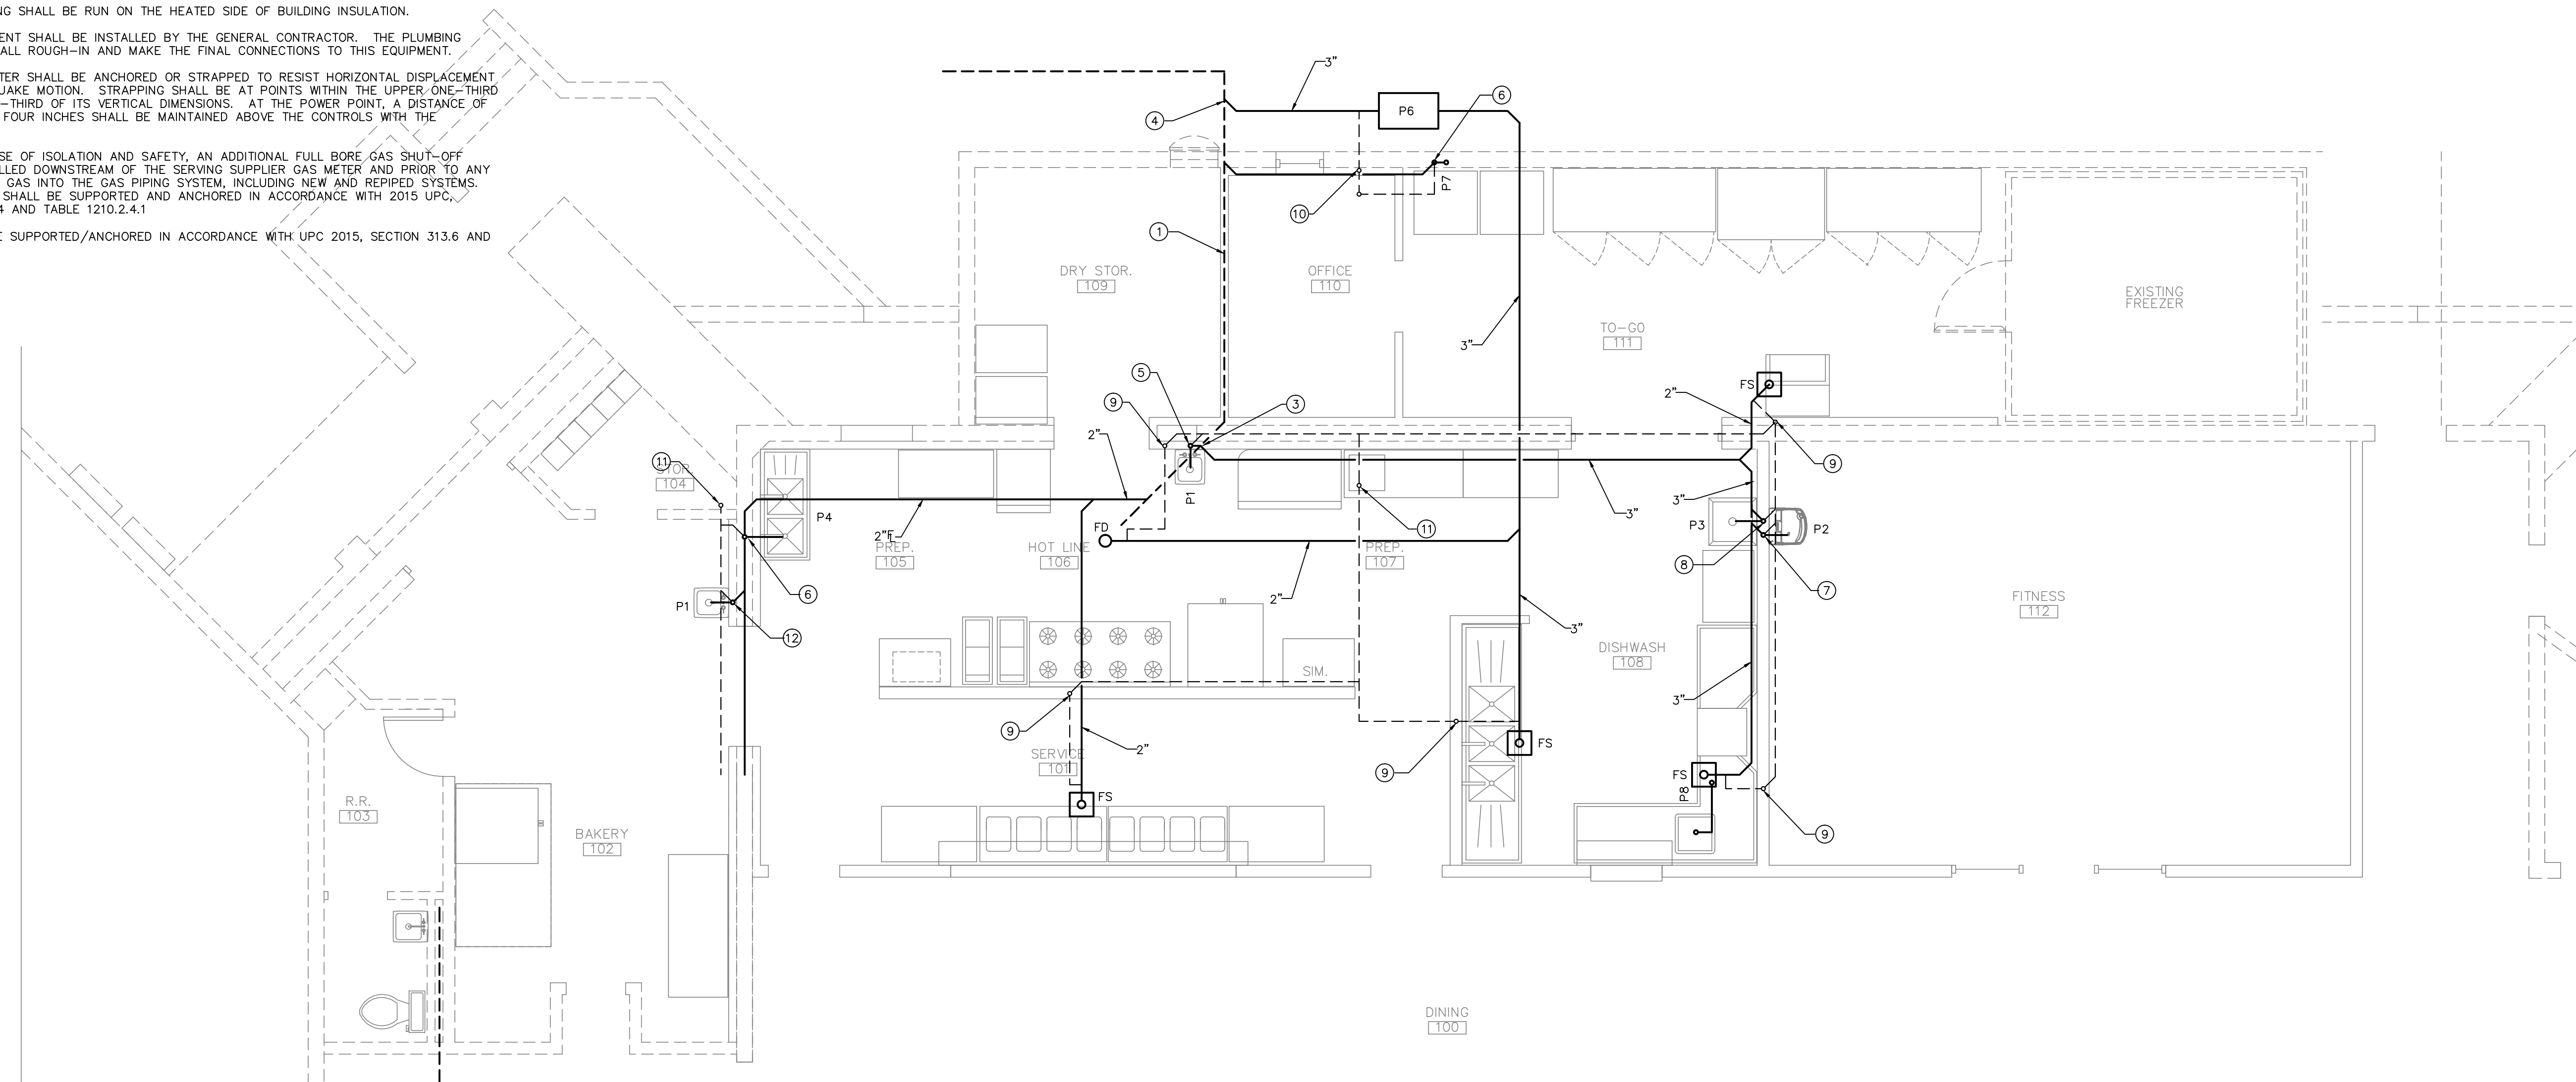 NG SHALL BE RUN ON THE HEATED SIDE OF BUILDING INSULATION.
ENT SHALL BE INSTALLED BY THE GENERAL CONTRACTOR. THE PLUMBING
ALL ROUGH-IN AND MAKE THE FINAL CONNECTIONS TO THIS EQUIPMENT.
TER SHALL BE ANCHORED OR STRAPPED TO RESIST HORIZONTAL DISPLACEMENT
UAKE MOTION. STRAPPING SHALL BE AT POINTS WITHIN THE UPPER ONE-THIRD
-THIRD OF ITS VERTICAL DIMENSIONS. AT THE POWER POINT, A DISTANCE OF
FOUR INCHES SHALL BE MAINTAINED ABOVE THE CONTROLS WITH THE
SE OF ISOLATION AND SAFETY, AN ADDITIONAL FULL BORE GAS SHUT-OFF
LLED DOWNSTREAM OF THE SERVING SUPPLIER GAS METER AND PRIOR TO ANY
GAS INTO THE GAS PIPING SYSTEM, INCLUDING NEW AND REPIPED SYSTEMS.
SHALL BE SUPPORTED AND ANCHORED IN ACCORDANCE WITH 2015 UPC,
4 AND TABLE 1210.2.4.1
E SUPPORTED/ANCHORED IN ACCORDANCE WITH UPC 2015, SECTION 313.6 AND
3"
P6
6
4
P7
10
1
DRY STOR.
109
OFFICE
110
EXISTING
FREEZER
3"
TO-GO
111
5
9
3
FS
2"
2"
11
STOR.
104
9
P1
3"
3"
P4
11
P3
P2
FD
2"
PREP.
105
HOT LINE
106
PREP.
107
8
7
6
2"
P1
12
FITNESS
112
3"
DISHWASH
108
SIM.
3"
9
2"
SERVICE
101
FS
9
FS
P8
FS
R.R.
103
BAKERY
102
9
DINING
100